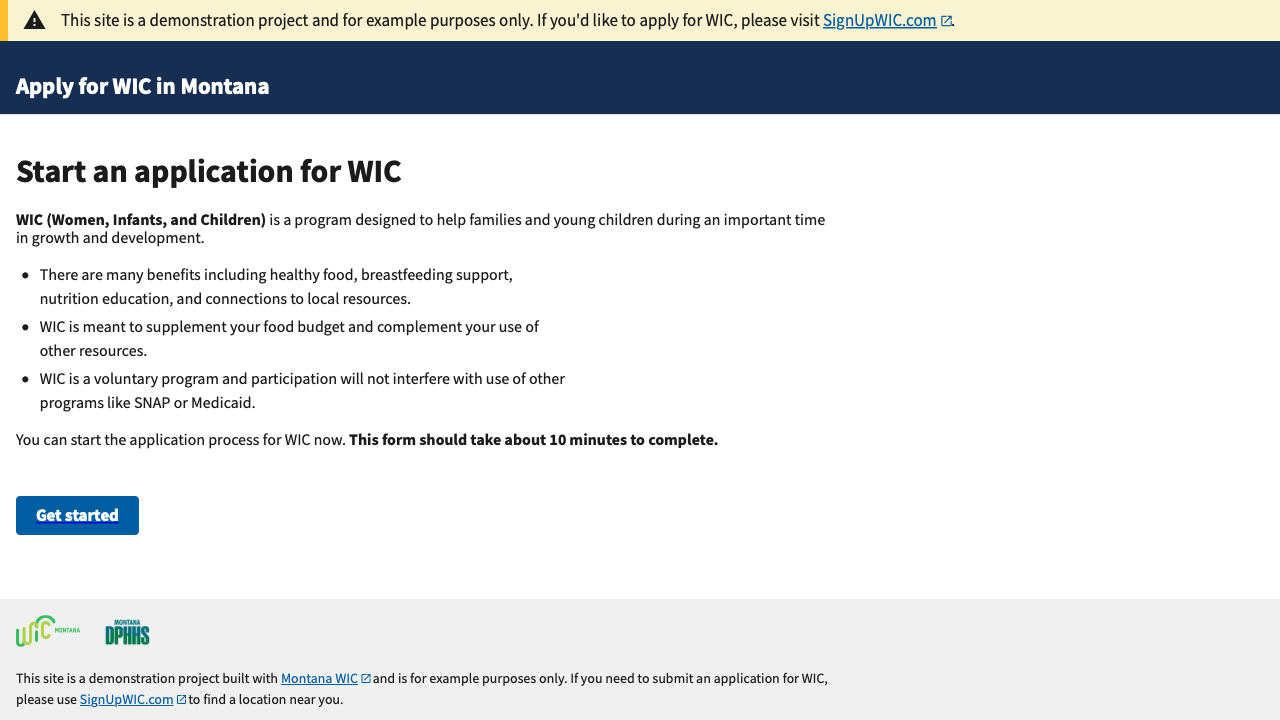 This site is a demonstration project and for example purposes only. If you'd like to apply for WIC, please visit SignUpWIC.com.
Apply for WIC in Montana
Start an application for WIC
WIC (Women, Infants, and Children) is a program designed to help families and young children during an important time
in growth and development.
There are many benefits including healthy food, breastfeeding support,
nutrition education, and connections to local resources.
WIC is meant to supplement your food budget and complement your use of
other resources.
WIC is a voluntary program and participation will not interfere with use of other
programs like SNAP or Medicaid.
You can start the application process for WIC now. This form should take about 10 minutes to complete.
Get started
WIC MONTANA
MONTANA
DPHHS
This site is a demonstration project built with Montana WIC and is for example purposes only. If you need to submit an application for WIC,
please use SignUpWIC.com to find a location near you.